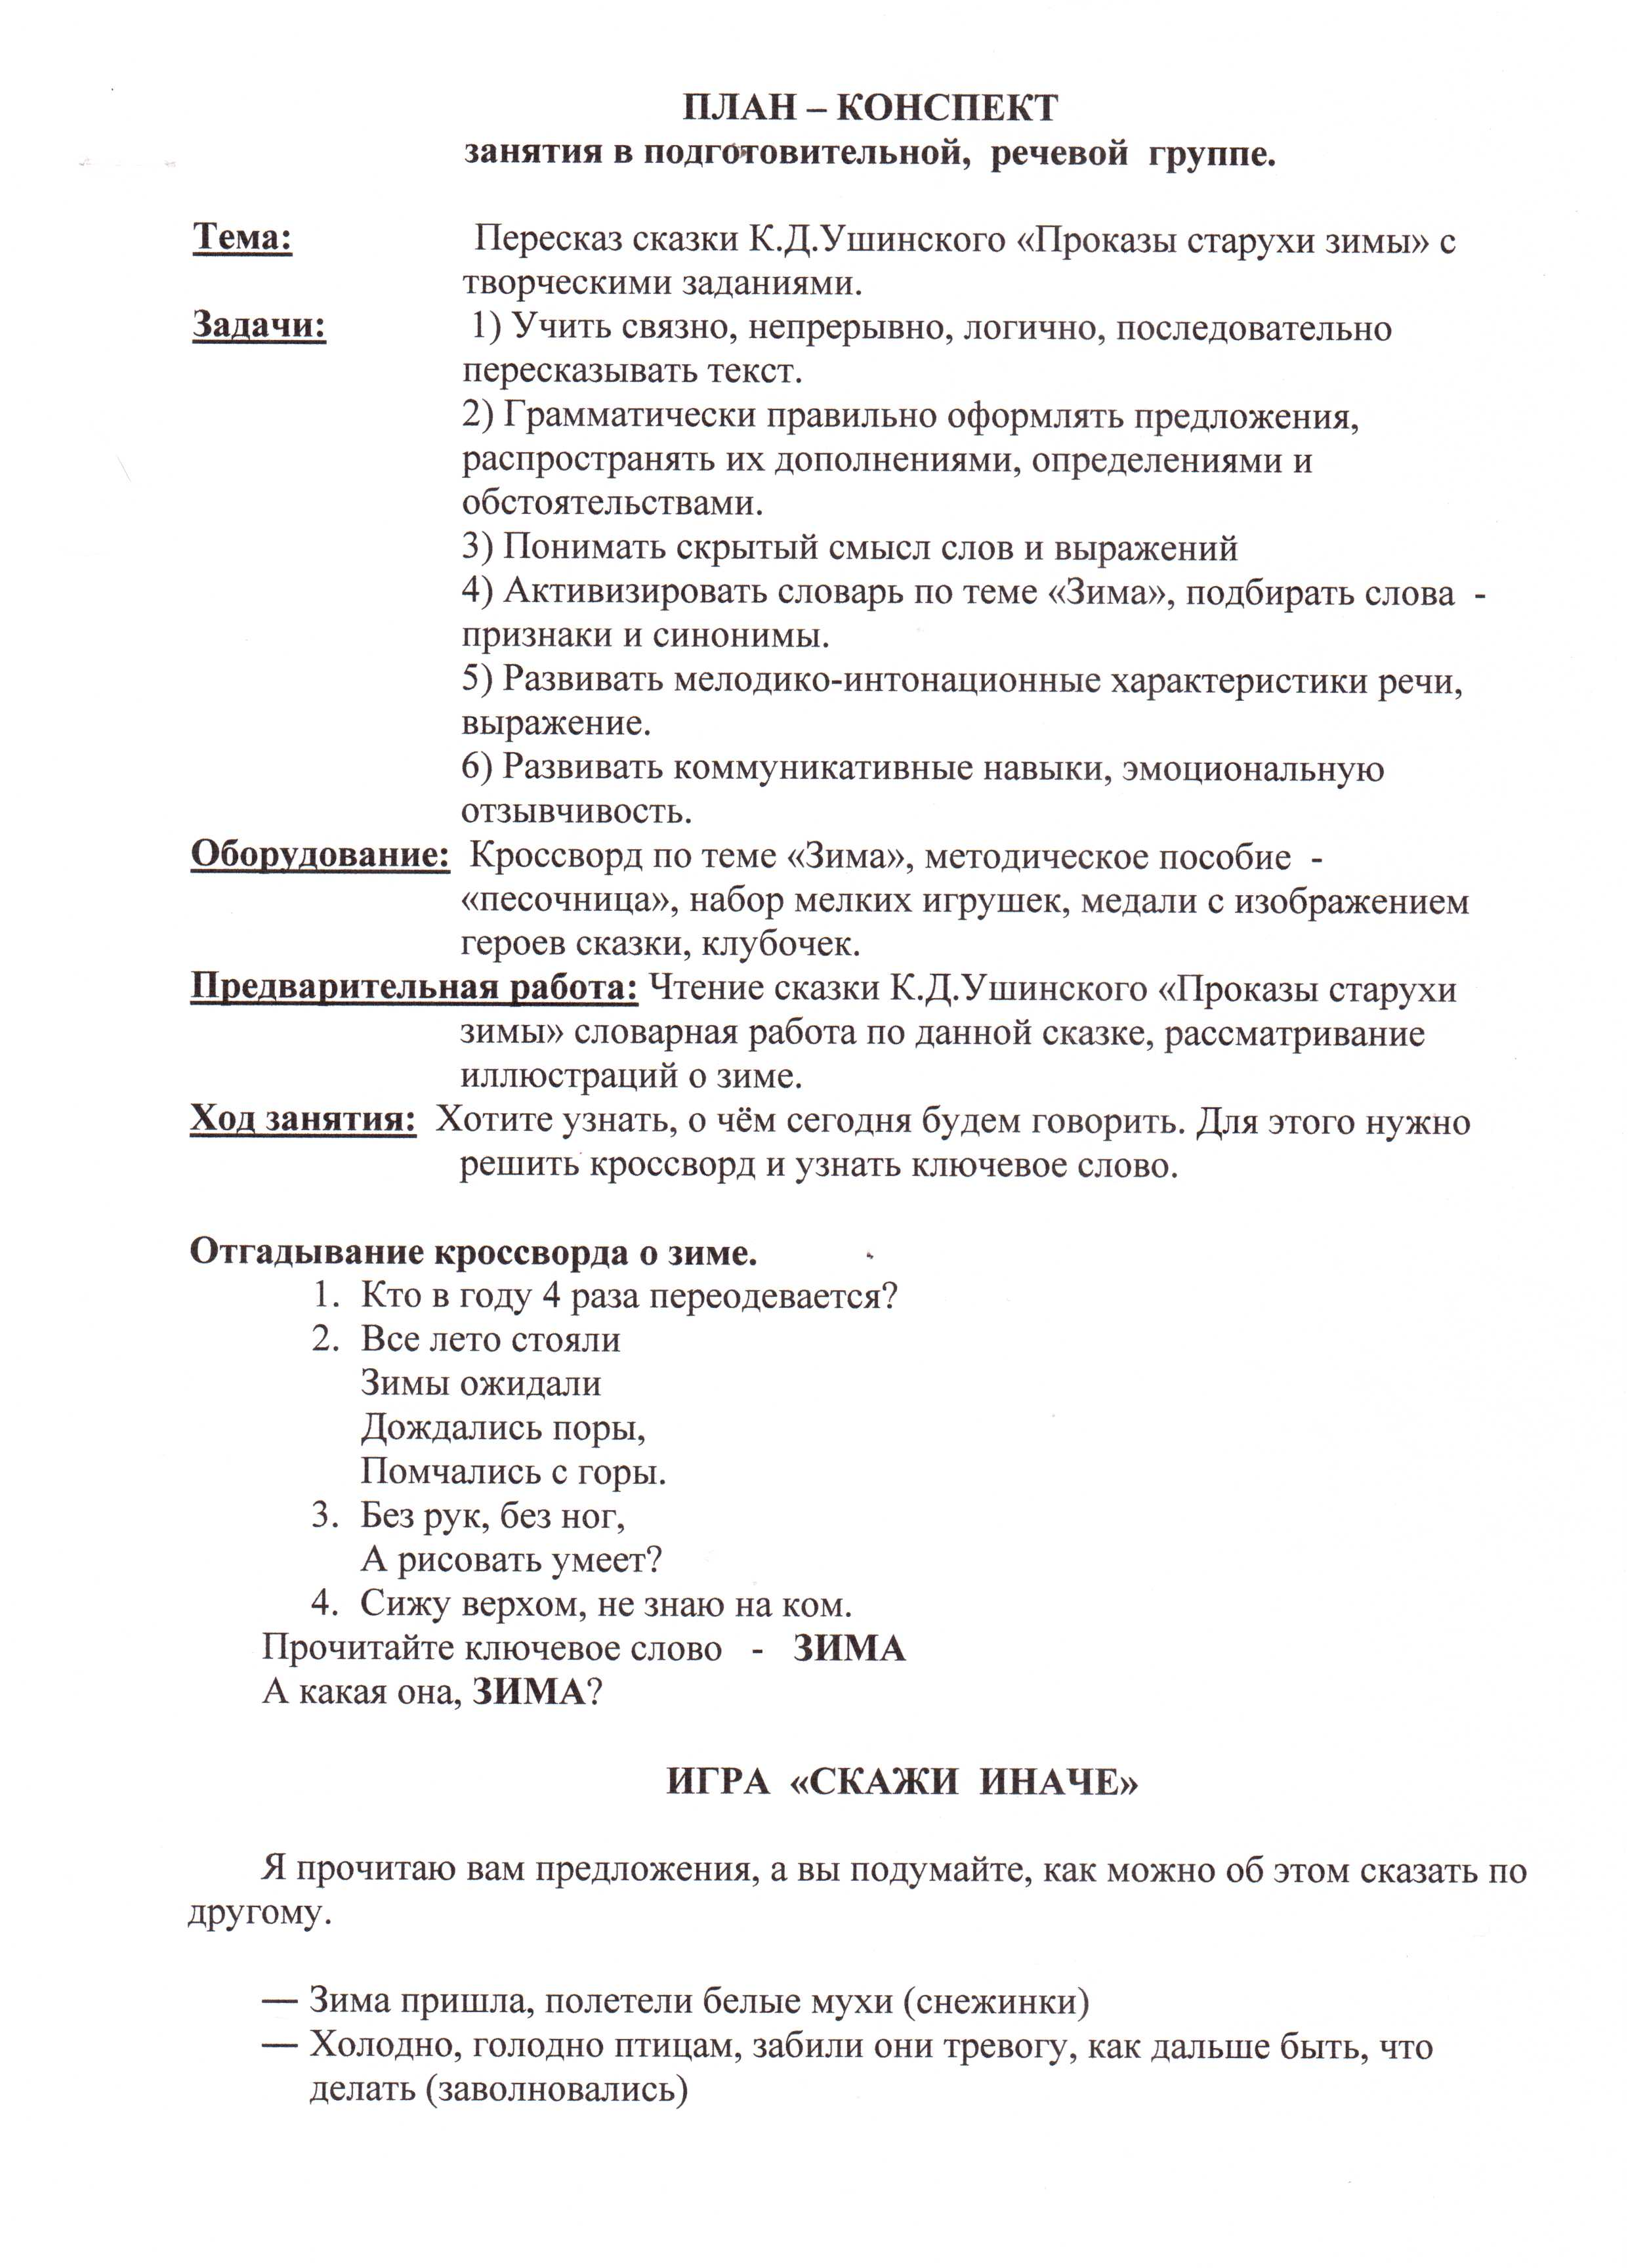 ПЛАН – КОНСПЕКТ
занятия в подготовительной, речевой группе.
Тема: Пересказ сказки К.Д.Ушинского «Проказы старухи зимы» с
творческими заданиями.
Задачи: 1) Учить связно, непрерывно, логично, последовательно
пересказывать текст.
2) Грамматически правильно оформлять предложения,
распространять их дополнениями, определениями и
обстоятельствами.
3) Понимать скрытый смысл слов и выражений
4) Активизировать словарь по теме «Зима», подбирать слова -
признаки и синонимы.
5) Развивать мелодико-интонационные характеристики речи,
выражение.
6) Развивать коммуникативные навыки, эмоциональную
отзывчивость.
Оборудование: Кроссворд по теме «Зима», методическое пособие -
«песочница», набор мелких игрушек, медали с изображением
героев сказки, клубочек.
Предварительная работа: Чтение сказки К.Д.Ушинского «Проказы старухи
зимы» словарная работа по данной сказке, рассматривание
иллюстраций о зиме.
Ход занятия: Хотите узнать, о чём сегодня будем говорить. Для этого нужно
решить кроссворд и узнать ключевое слово.
Отгадывание кроссворда о зиме.
1. Кто в году 4 раза переодевается?
2. Все лето стояли
Зимы ожидали
Дождались поры,
Помчались с горы.
3. Без рук, без ног,
А рисовать умеет?
4. Сижу верхом, не знаю на ком.
Прочитайте ключевое слово - ЗИМА
А какая она, ЗИМА?
ИГРА «СКАЖИ ИНАЧЕ»
Я прочитаю вам предложения, а вы подумайте, как можно об этом сказать по
другому.
— Зима пришла, полетели белые мухи (снежинки)
— Холодно, голодно птицам, забили они тревогу, как дальше быть, что
делать (заволновались)